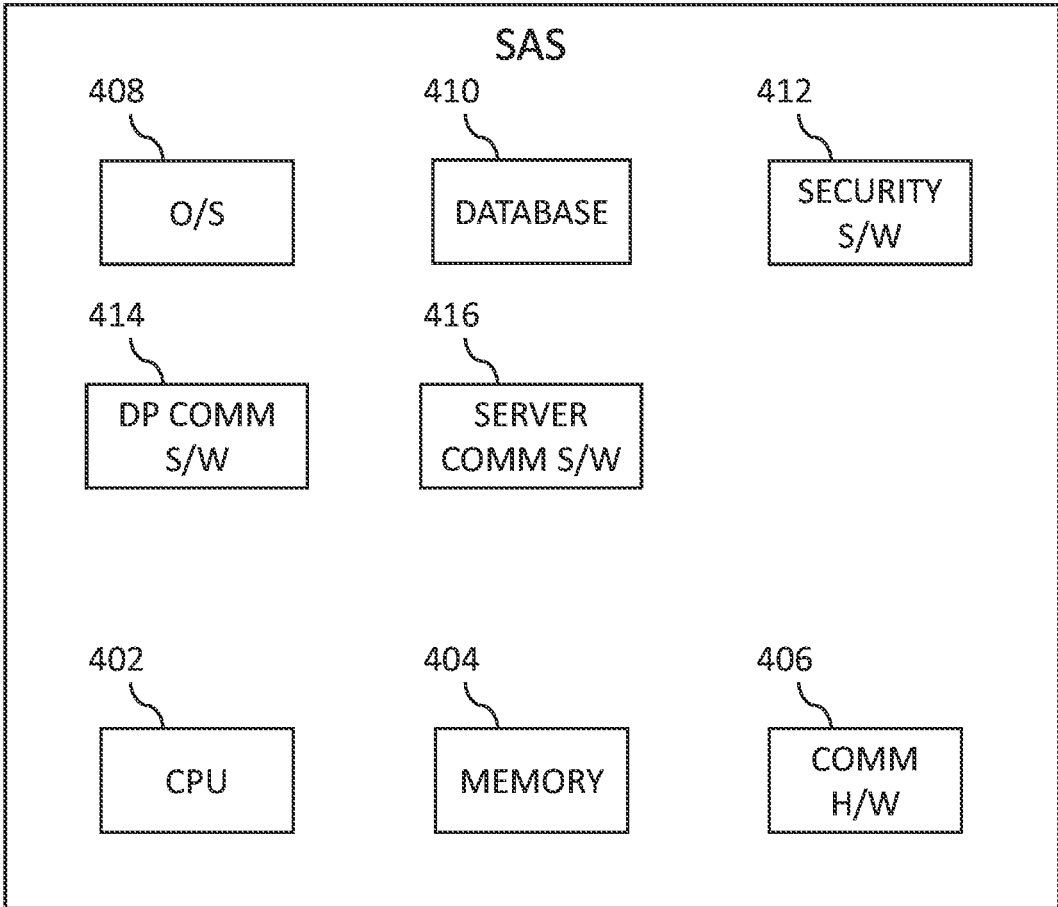 SAS
408
410
412
O/S
DATABASE
SECURITY
S/W
414
416
DP COMM
S/W
SERVER
COMM S/W
402
404
406
CPU
MEMORY
COMM
H/W